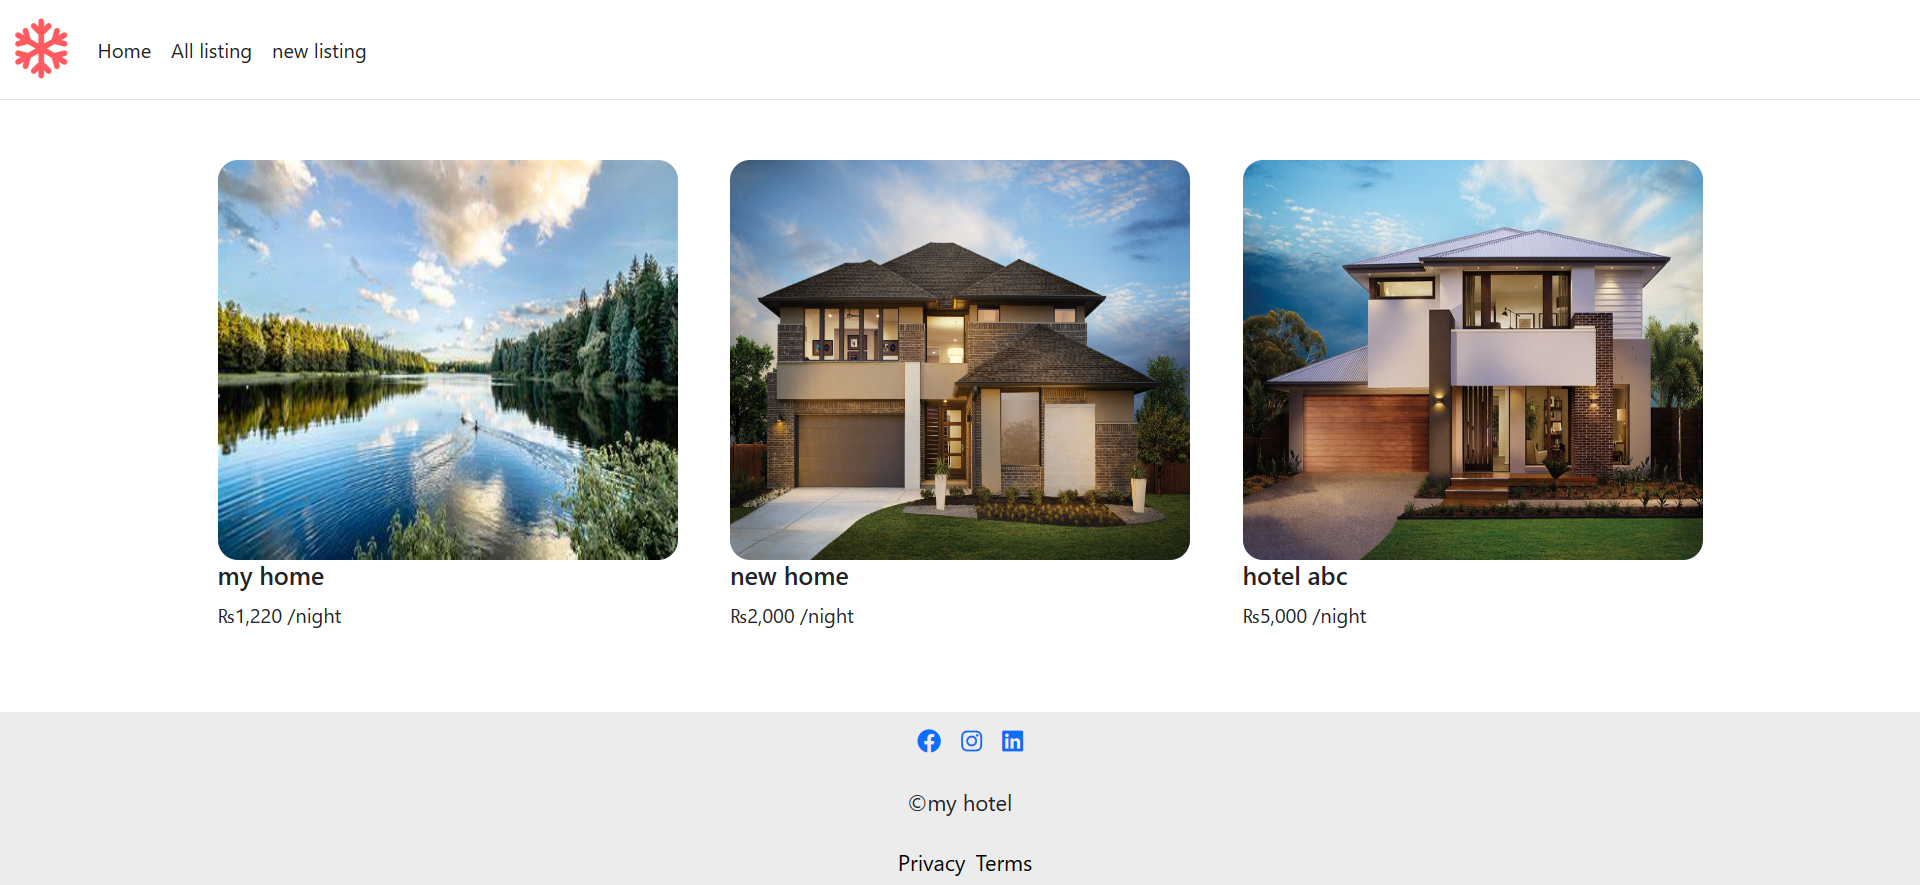 Home All listing new listing
my home
₨1,220 /night
new home
₨2,000 /night
hotel abc
₨5,000 /night
©my hotel
Privacy Terms